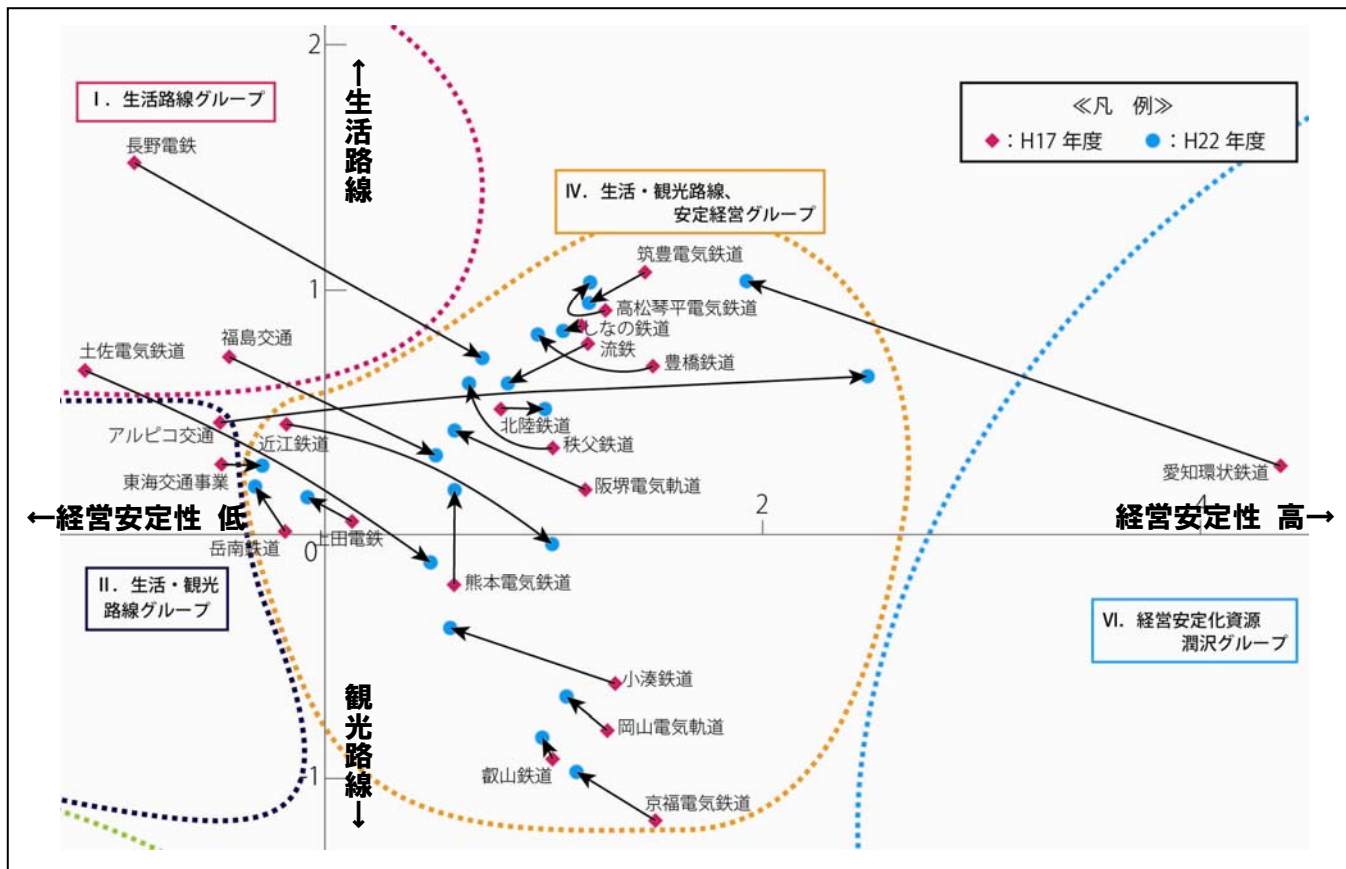 2
↑生活路線
Ⅰ. 生活路線グループ
≪凡 例≫
◆：H17 年度 ●：H22 年度
長野電鉄
Ⅳ. 生活・観光路線、
安定経営グループ
筑豊電気鉄道
1
高松琴平電気鉄道
しなの鉄道
福島交通
土佐電気鉄道
流鉄
豊橋鉄道
北陸鉄道
アルピコ交通
近江鉄道
秩父鉄道
東海交通事業
阪堺電気軌道
愛知環状鉄道
←経営安定性 低
2
4
経営安定性 高→
岳南鉄道
0
上田電鉄
熊本電気鉄道
Ⅱ. 生活・観光
路線グループ
Ⅵ. 経営安定化資源
潤沢グループ
小湊鉄道
観光路線↓
岡山電気軌道
叡山鉄道
-1
京福電気鉄道